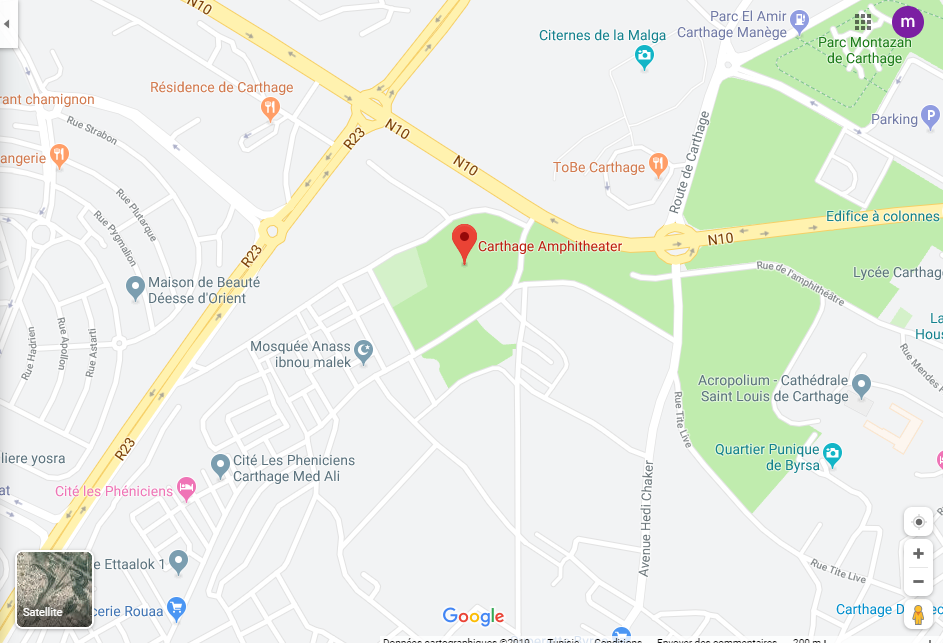 N10
Parc El Amir
Carthage Manège
m
Citernes de la Malga
Parc Montazah
de Carthage
Résidence de Carthage
rant chamignon
Parking
P
Rue Strabon
R23
N10
N10
angerie
ToBe Carthage
Route de Carthage
Rue Plutarque
Rue Pygmalion
Edifice à colonnes
Carthage Amphitheater
N10
R23
Rue de l'amphithéâtre
Lycée Carthag
Maison de Beauté
Déesse d'Orient
La
Hous
Rue Hadrien
Rue Apollon
Rue Astarti
Mosquée Anass
ibnou malek
Rue Mendes
Acropolium - Cathédrale
Saint Louis de Carthage
Rue Tite Live
R23
Quartier Punique
de Byrsa
liere yosra
Cité Les Pheniciens
Carthage Med Ali
at
Cité les Phéniciens
Avenue Hedi Chaker
e Ettaalok 1
Rue Tite Live
Satellite
cerie Rouaa
Google
Carthage D
ec
Données cartographiques ©2019
Tunisie
Conditions
Envoyer des commentaires
200 m